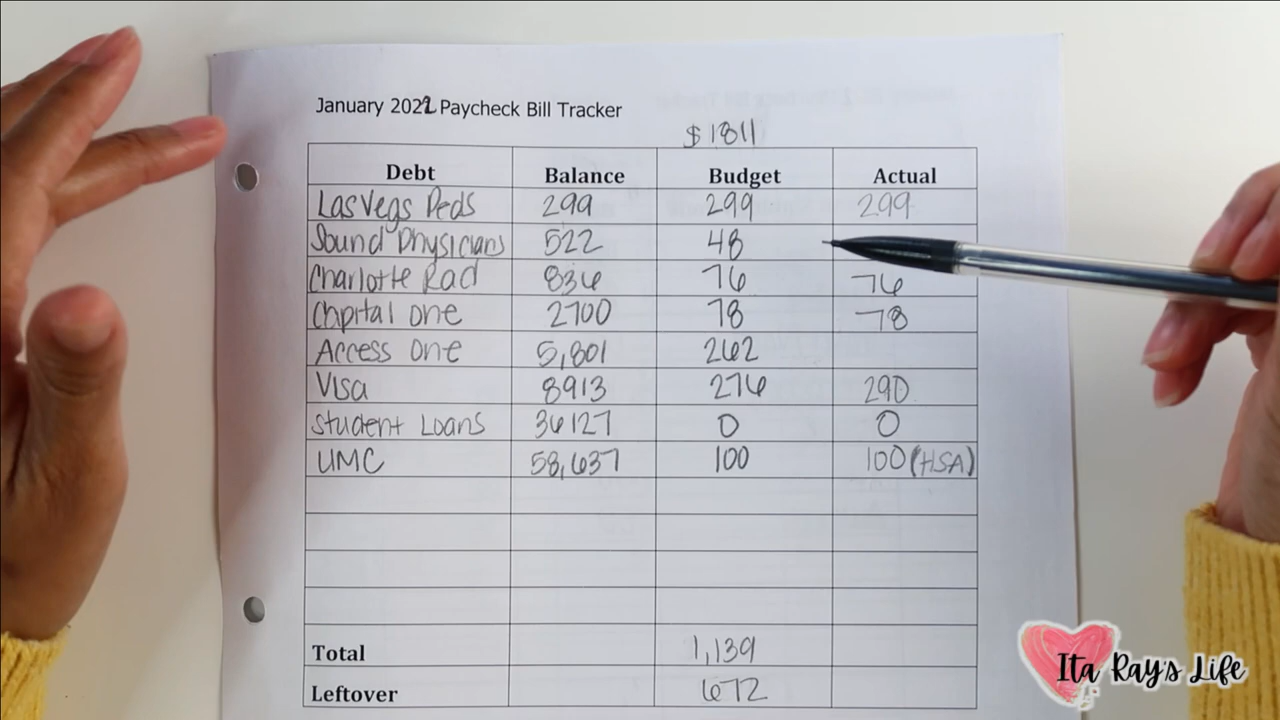 January 2022 Paycheck Bill Tracker
$1811
Debt Balance Budget Actual
Las Vegs Peds 299 299 299
Sound Physicians 522 48
Charlotte Rad 836 76 76
Capital One 2700 78 78
Access One 5,801 262
Visa 8913 276 290
Student Loans 36127 0 0
UMC 58,637 100 100 (HSA)
Total 1,139
Leftover 672
Ita Ray's Life